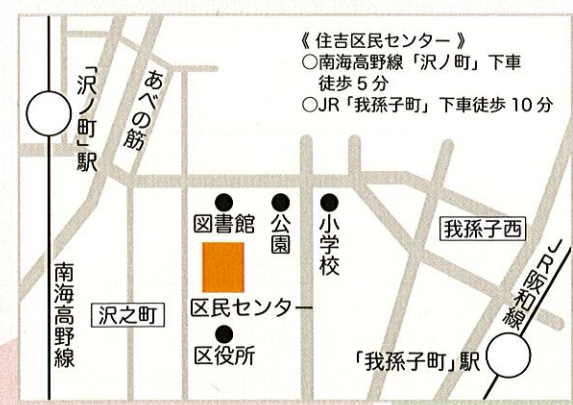 《 住吉区民センター 》
○南海高野線「沢ノ町」下車
徒歩 5 分
○JR「我孫子町」下車徒歩 10 分
「沢ノ町」駅
あべの筋
図書館
公園
小学校
我孫子西
JR阪和線
南海高野線
沢之町
区民センター
区役所
「我孫子町」駅